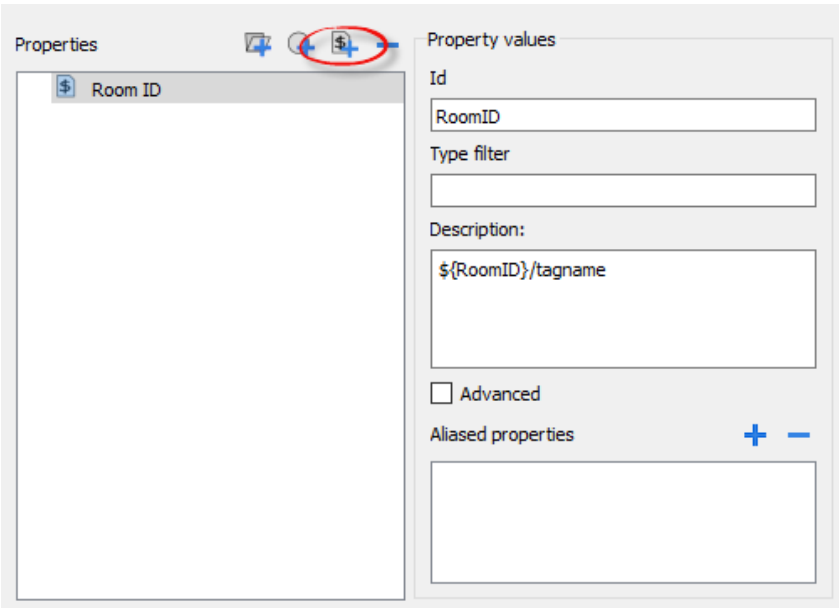 Properties
$ Room ID
Property values
Id
RoomID
Type filter
Description:
${RoomID}/tagname
Advanced
Aliased properties